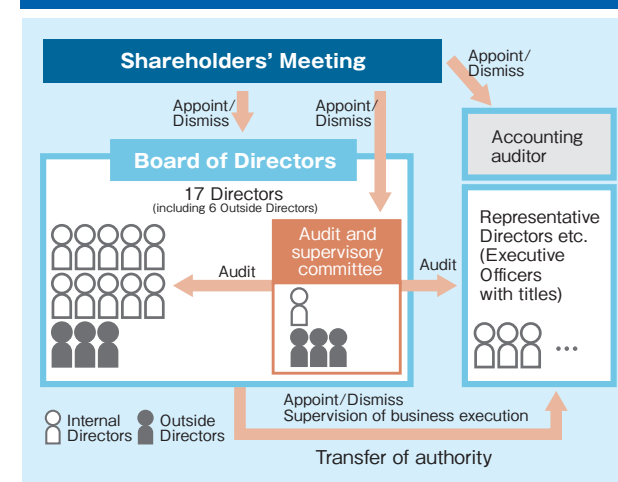 Shareholders' Meeting
Appoint/
Dismiss
Appoint/
Dismiss
Appoint/
Dismiss
Board of Directors
17 Directors
(including 6 Outside Directors)
Audit and
supervisory
committee
Audit
Audit
Accounting
auditor
Representative
Directors etc.
(Executive
Officers
with titles)
...
Appoint/Dismiss
Supervision of business execution
Internal
Directors
Outside
Directors
Transfer of authority